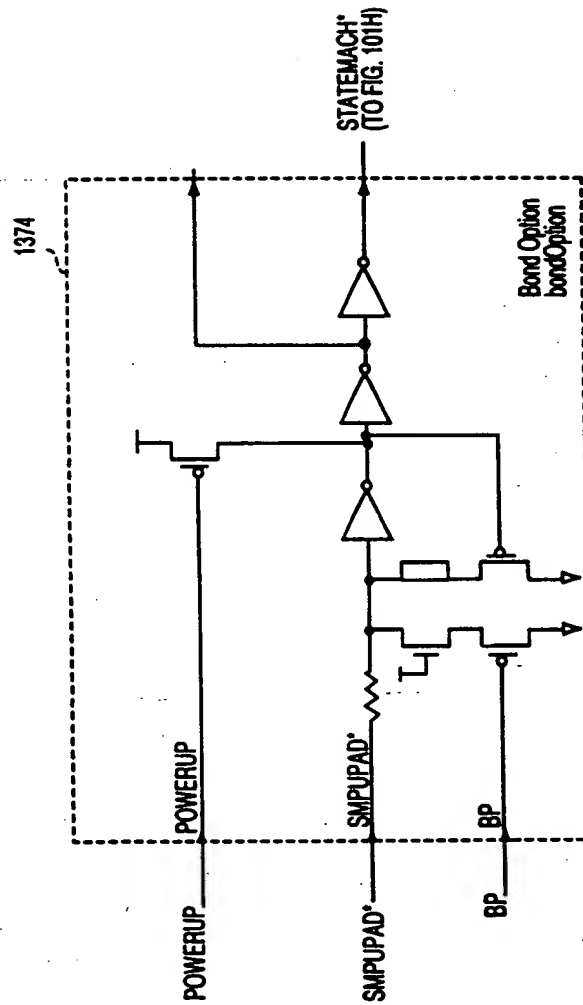 1374
POWERUP
POWERUP
SMPUPAD*
SMPUPAD*
BP
BP
STATEMACH*
(TO FIG. 101H)
Bond Option
bondOption